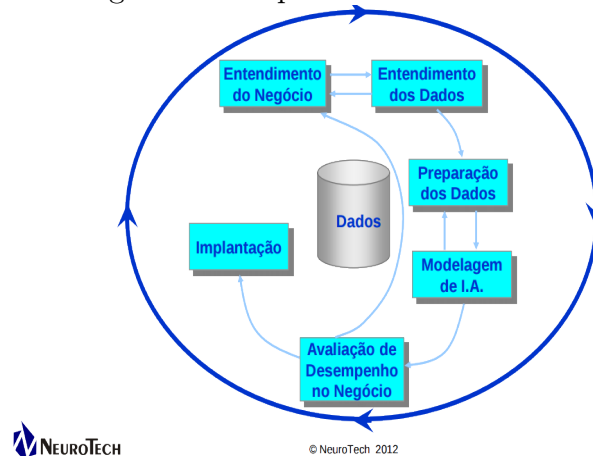 Entendimento
do Negócio
Entendimento
dos Dados
Preparação
dos Dados
Dados
Implantação
Modelagem
de I.A.
Avaliação de
Desempenho
no Negócio
NEUROTECH
© NeuroTech 2012